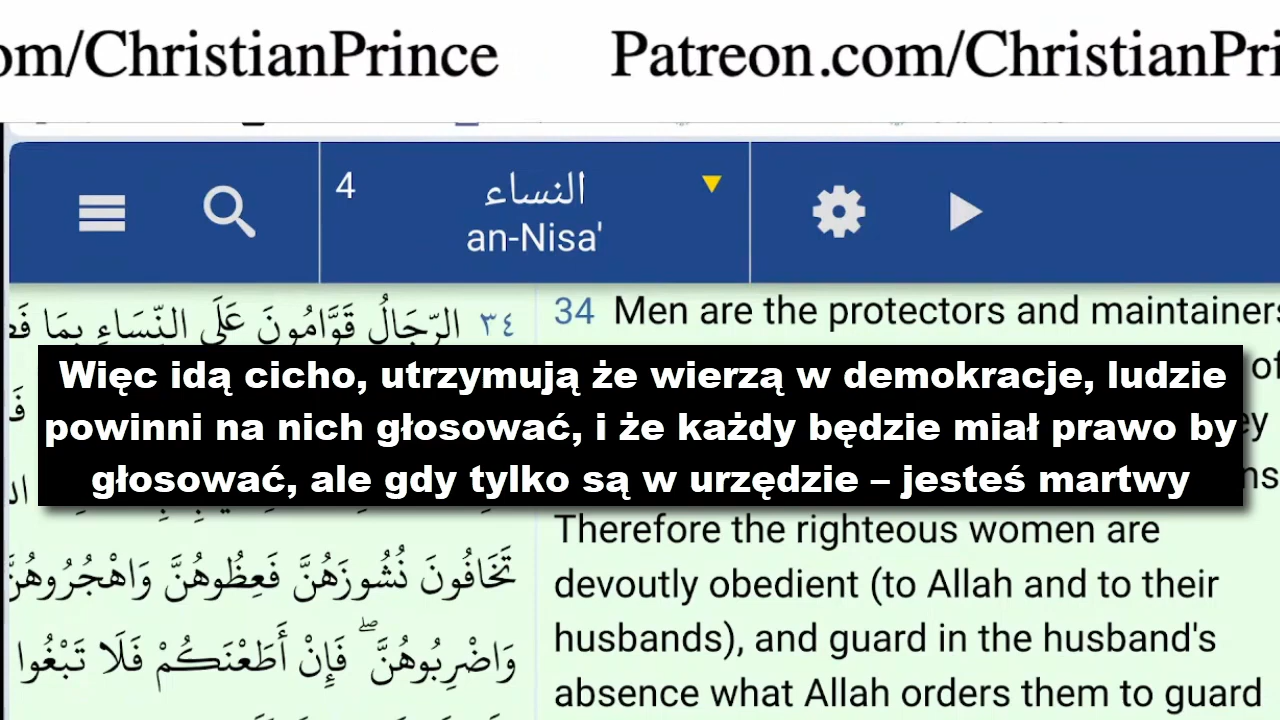 om/ChristianPrince Patreon.com/ChristianPri
4 النساء
an-Nisa'
٣٤ الرِّجَالُ قَوَّامُونَ عَلَى النِّسَاءِ بِمَا
34 Men are the protectors and maintainers
of
Więc idą cicho, utrzymują że wierzą w demokracje, ludzie
powinni na nich głosować, i że każdy będzie miał prawo by
głosować, ale gdy tylko są w urzędzie – jesteś martwy
Therefore the righteous women are
تَخَافُونَ نُشُوزَهُنَّ فَعِظُوهُنَّ وَاهْجُرُوهُنَّ
devoutly obedient (to Allah and to their
وَاضْرِبُوهُنَّ ۖ فَإِنْ أَطَعْنَكُمْ فَلَا تَبْغُوا
husbands), and guard in the husband's
absence what Allah orders them to guard